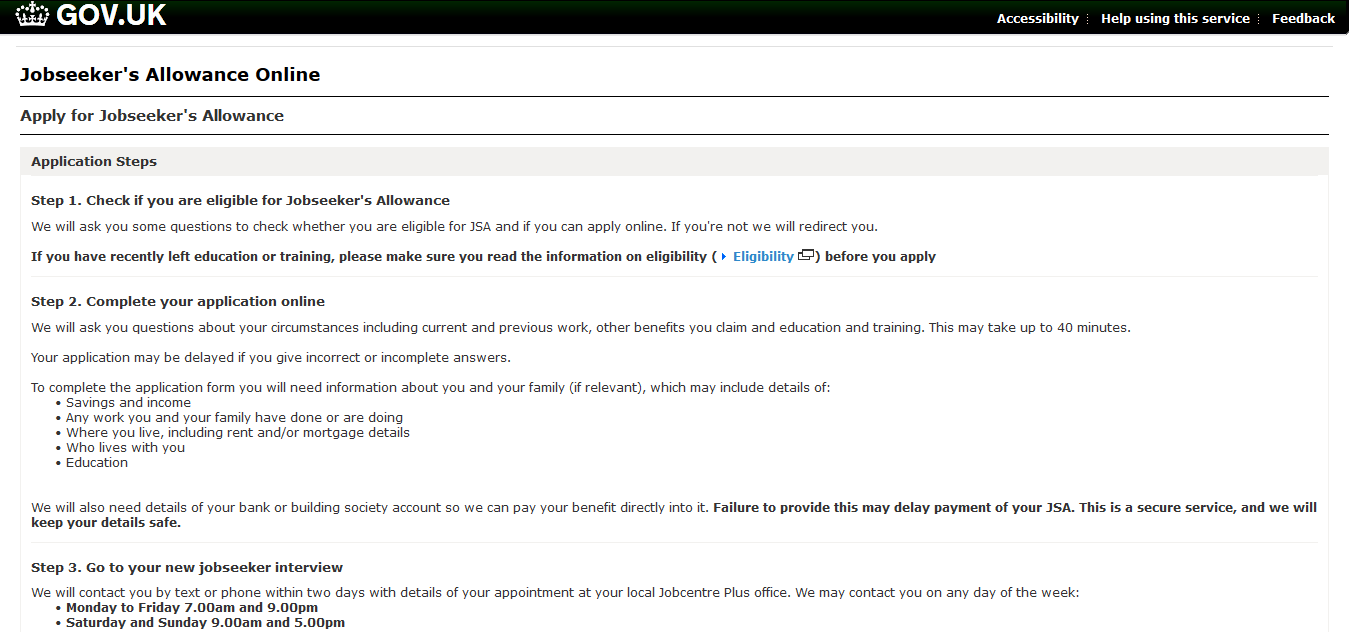 GOV.UK
Accessibility Help using this service Feedback
Jobseeker's Allowance Online
Apply for Jobseeker's Allowance
Application Steps
Step 1. Check if you are eligible for Jobseeker's Allowance
We will ask you some questions to check whether you are eligible for JSA and if you can apply online. If you're not we will redirect you.
If you have recently left education or training, please make sure you read the information on eligibility ( Eligibility ) before you apply
Step 2. Complete your application online
We will ask you questions about your circumstances including current and previous work, other benefits you claim and education and training. This may take up to 40 minutes.
Your application may be delayed if you give incorrect or incomplete answers.
To complete the application form you will need information about you and your family (if relevant), which may include details of:
• Savings and income
• Any work you and your family have done or are doing
• Where you live, including rent and/or mortgage details
• Who lives with you
• Education
We will also need details of your bank or building society account so we can pay your benefit directly into it. Failure to provide this may delay payment of your JSA. This is a secure service, and we will
keep your details safe.
Step 3. Go to your new jobseeker interview
We will contact you by text or phone within two days with details of your appointment at your local Jobcentre Plus office. We may contact you on any day of the week:
• Monday to Friday 7.00am and 9.00pm
• Saturday and Sunday 9.00am and 5.00pm